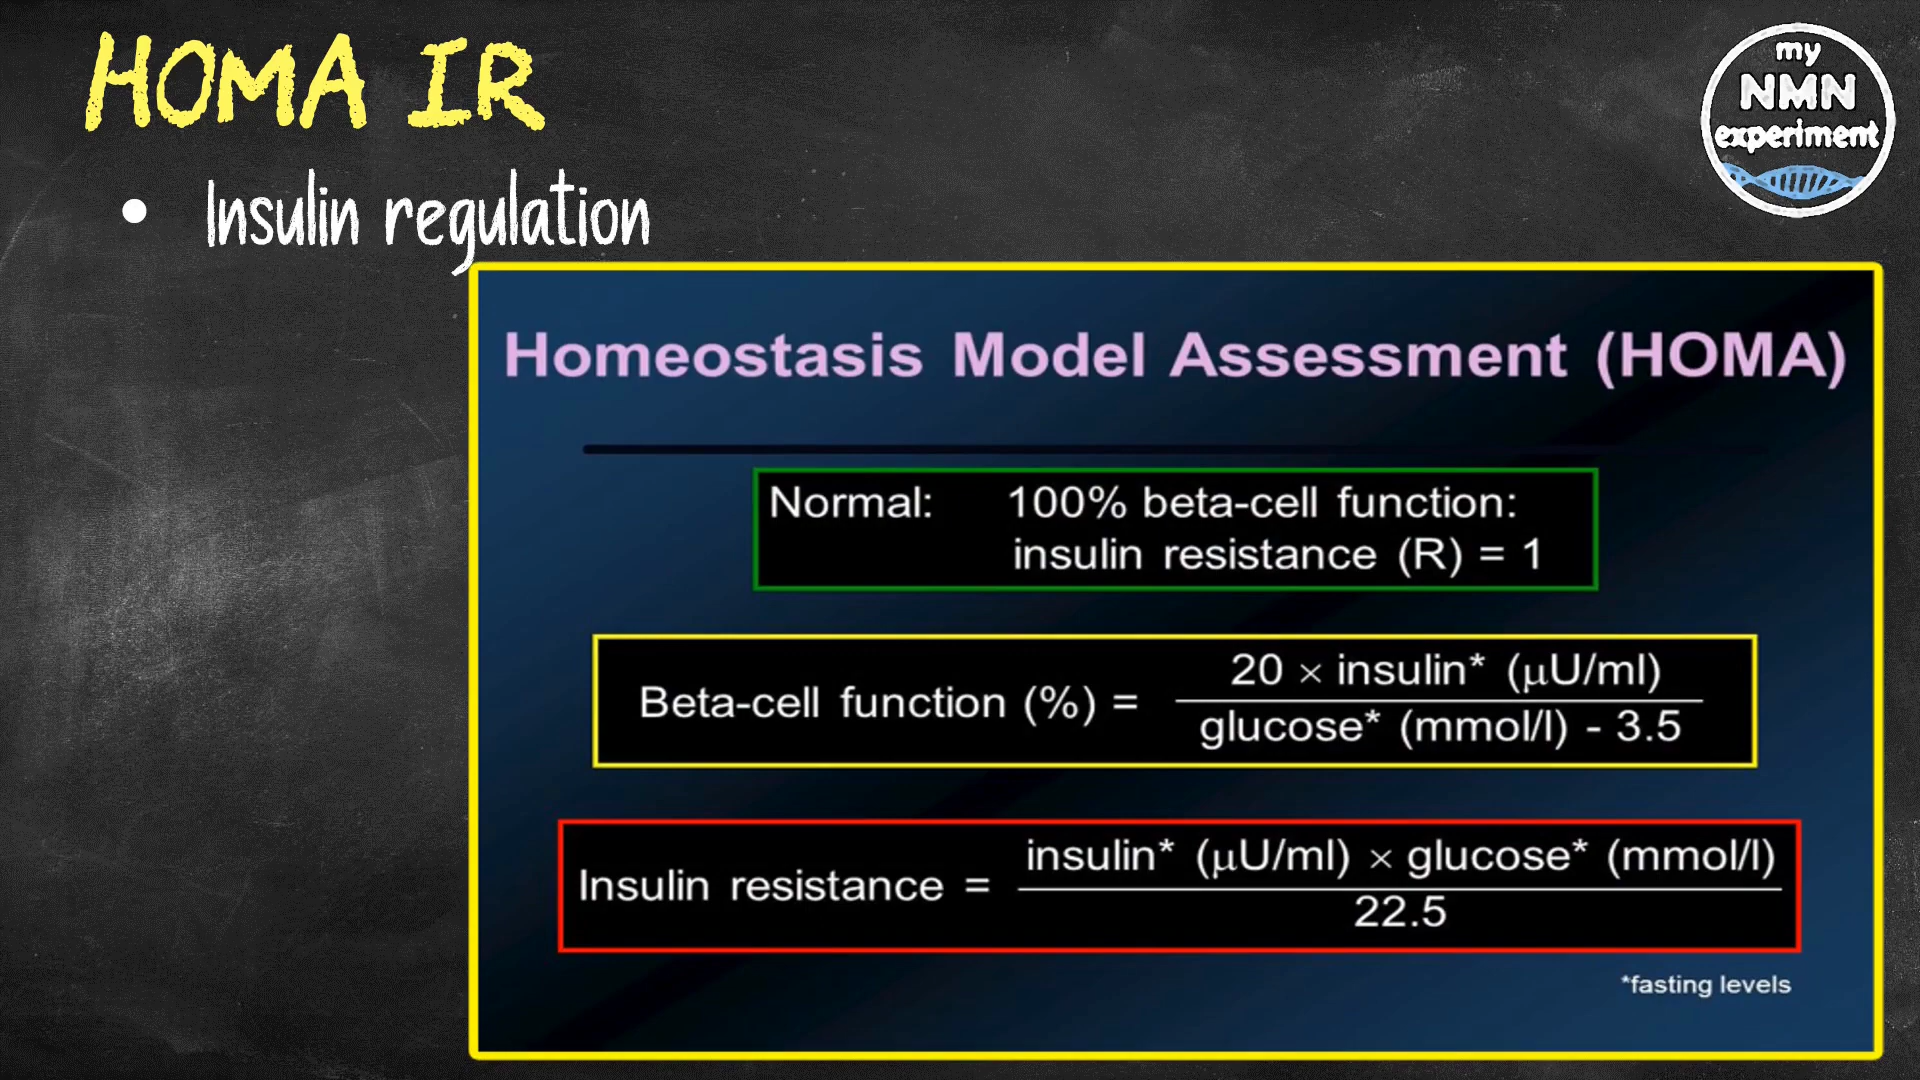 HOMA IR
my
NMN
experiment
• Insulin regulation
Homeostasis Model Assessment (HOMA)
Normal: 100% beta-cell function:
insulin resistance (R) = 1
Beta-cell function (%) = 20 × insulin* (μU/ml)
glucose* (mmol/l) - 3.5
Insulin resistance = insulin* (μU/ml) × glucose* (mmol/l)
22.5
*fasting levels